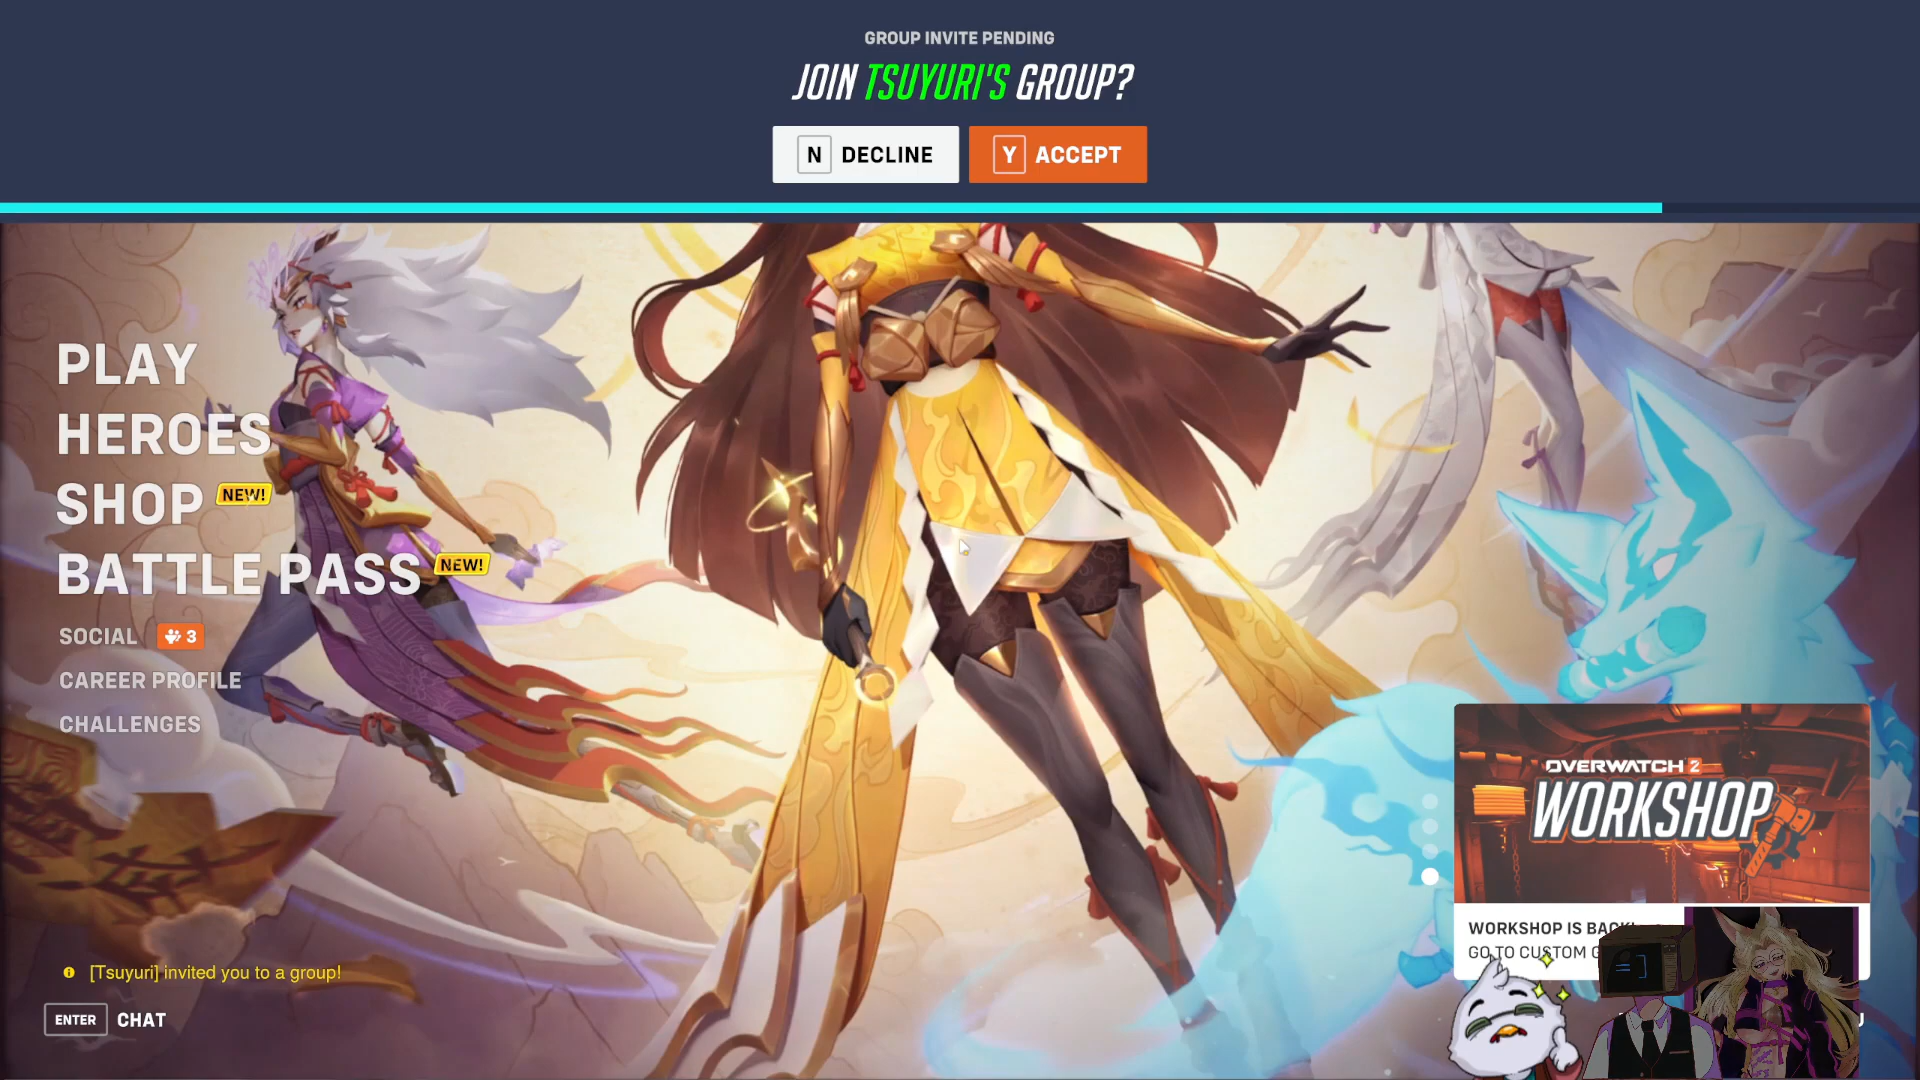 GROUP INVITE PENDING
JOIN TSUYURI'S GROUP?
N DECLINE
Y ACCEPT
PLAY
HEROES
SHOP NEW!
BATTLE PASS NEW!
SOCIAL 3
CAREER PROFILE
CHALLENGES
OVERWATCH 2
WORKSHOP
WORKSHOP IS BACK!
GO TO CUSTOM
[Tsuyuri] invited you to a group!
ENTER CHAT